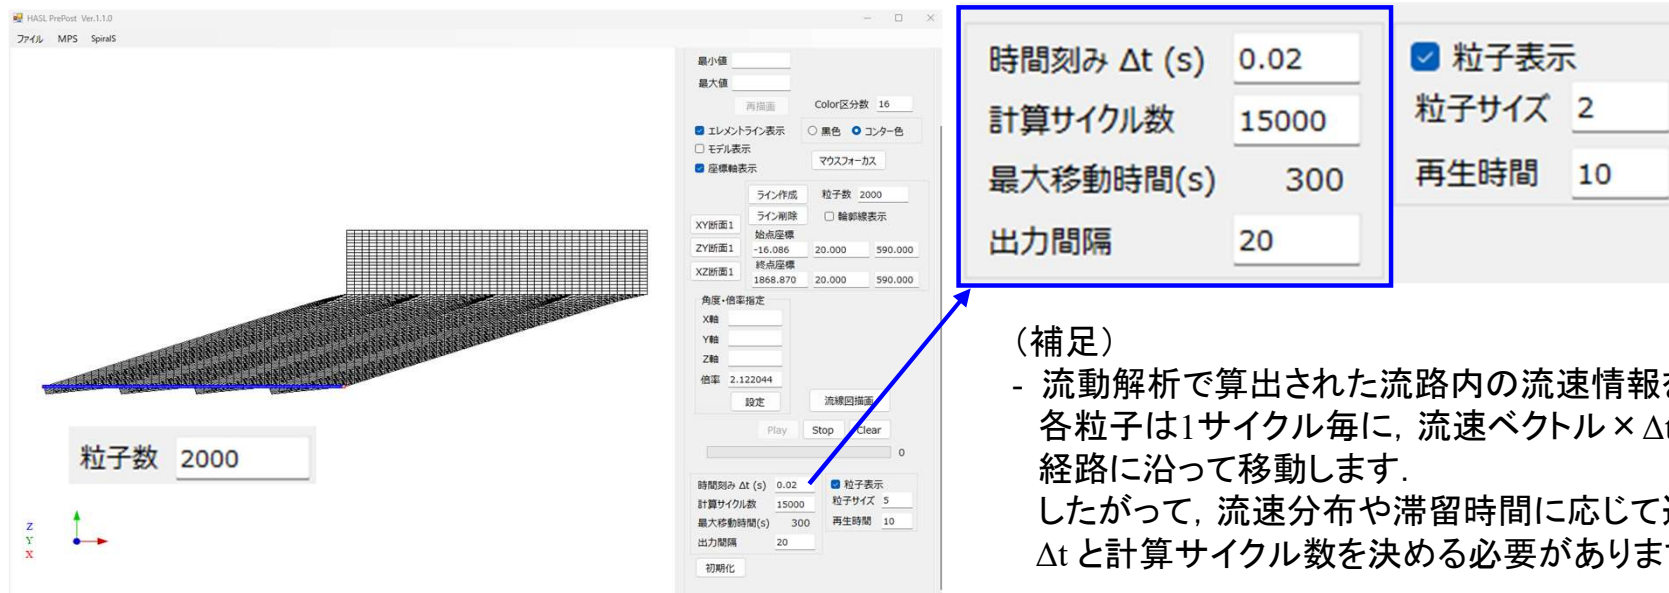 HASL PrePost Ver.1.1.0
ファイル MPS SpiralS
最小値
最大値
再描画 Color区分数 16
エレメントライン表示 黒色 コンター色
モデル表示
座標軸表示 マウスフォーカス
ライン作成 粒子数 2000
ライン削除 輪郭線表示
XY断面1
始点座標
ZY断面1 -16.086 20.000 590.000
終点座標
XZ断面1 1868.870 20.000 590.000
角度・倍率指定
X軸
Y軸
Z軸
倍率 2.122044
設定 流線図描画
Play Stop Clear
0
時間刻み Δt (s) 0.02 粒子表示
計算サイクル数 15000 粒子サイズ 5
最大移動時間(s) 300 再生時間 10
出力間隔 20
初期化
粒子数 2000
Z
Y
X
時間刻み Δt (s) 0.02 粒子表示
計算サイクル数 15000 粒子サイズ 2
最大移動時間(s) 300 再生時間 10
出力間隔 20
（補足）
- 流動解析で算出された流路内の流速情報を
各粒子は1サイクル毎に，流速ベクトル×Δt
経路に沿って移動します．
したがって，流速分布や滞留時間に応じて
Δt と計算サイクル数を決める必要がありま